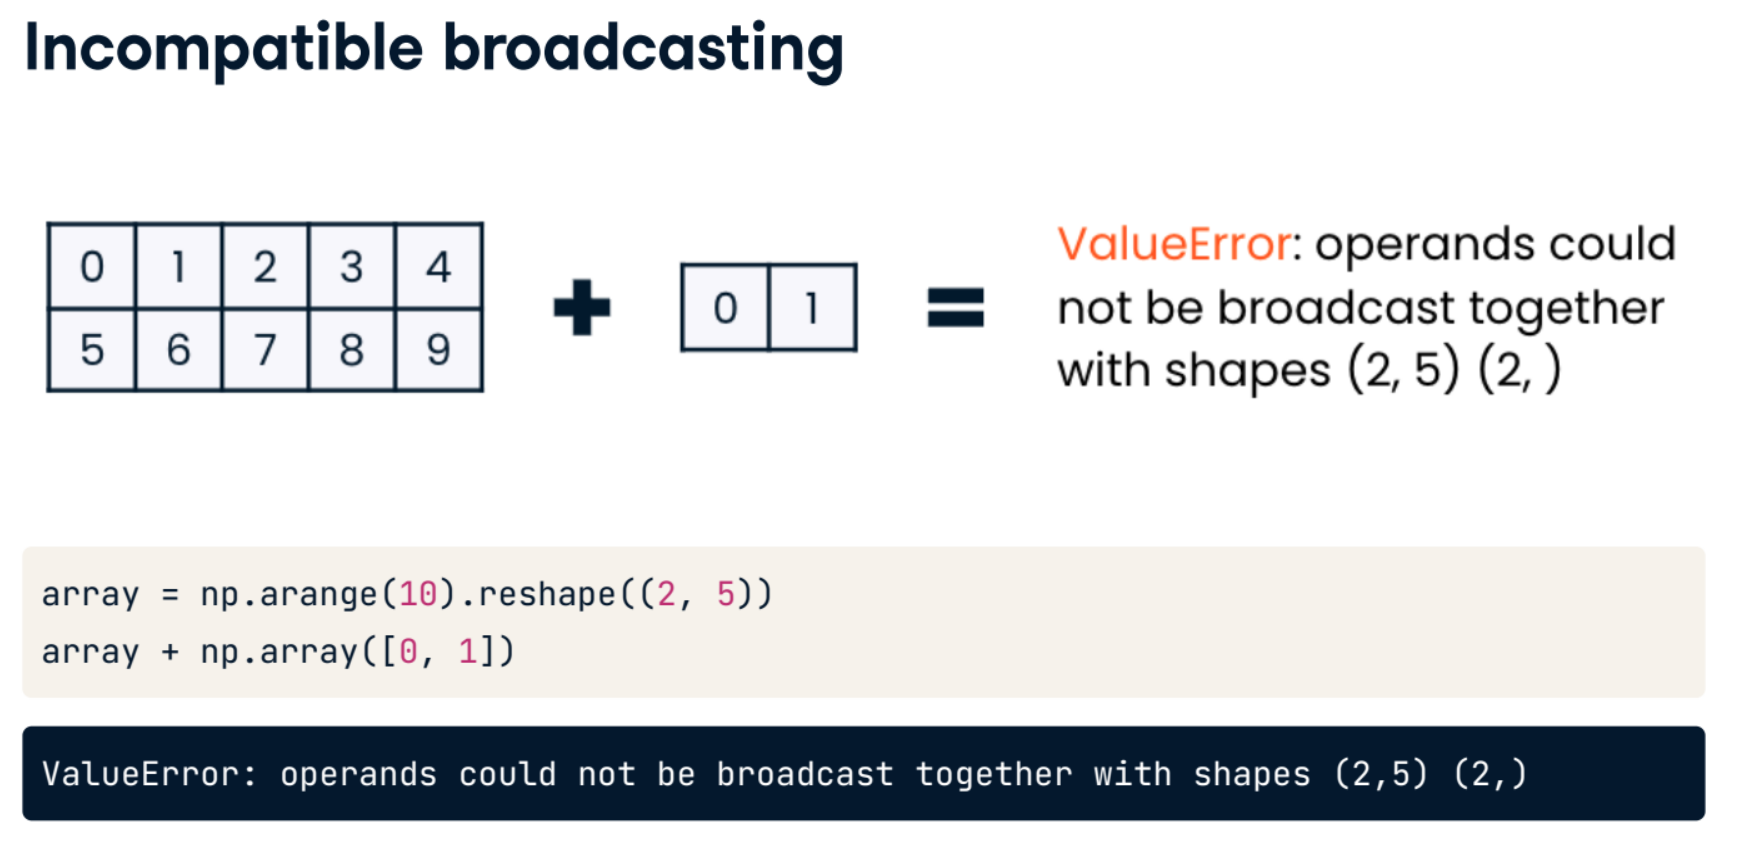 Incompatible broadcasting
0 1 2 3 4
5 6 7 8 9
+
0 1
=
ValueError: operands could
not be broadcast together
with shapes (2, 5) (2, )
array = np.arange(10).reshape((2, 5))
array + np.array([0, 1])
ValueError: operands could not be broadcast together with shapes (2,5) (2,)